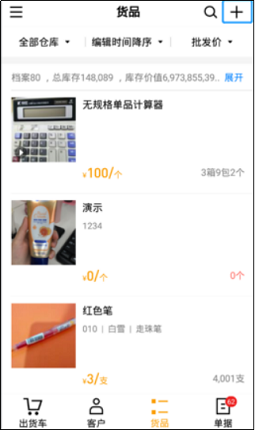 货品
全部仓库 编辑时间降序 批发价
档案80 ，总库存148,089 ，库存价值6,973,855,39... 展开
无规格单品计算器
¥100/个 3箱9包2个
演示
1234
¥0/个 0个
红色笔
010 | 白雪 | 走珠笔
¥3/支 4,001支
62
出货车 客户 货品 单据